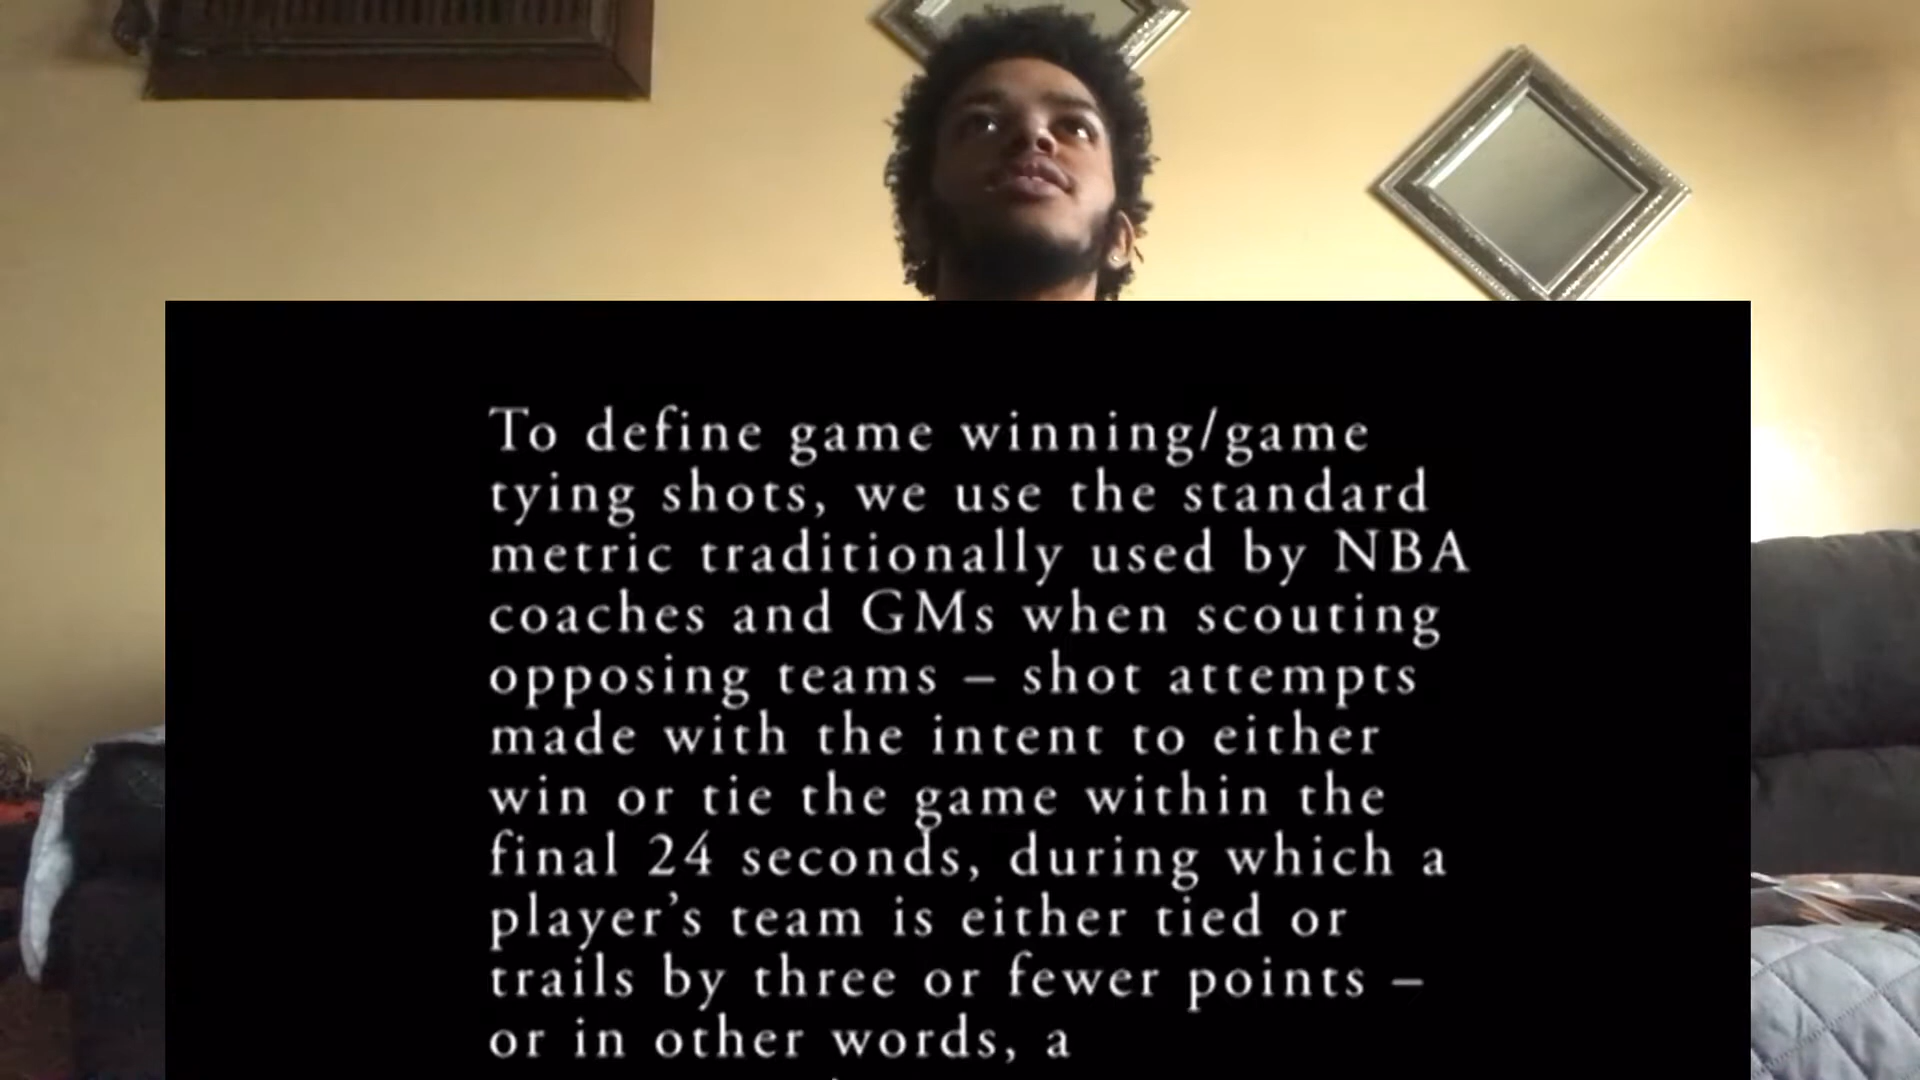 To define game winning/game
tying shots, we use the standard
metric traditionally used by NBA
coaches and GMs when scouting
opposing teams – shot attempts
made with the intent to either
win or tie the game within the
final 24 seconds, during which a
player’s team is either tied or
trails by three or fewer points –
or in other words, a